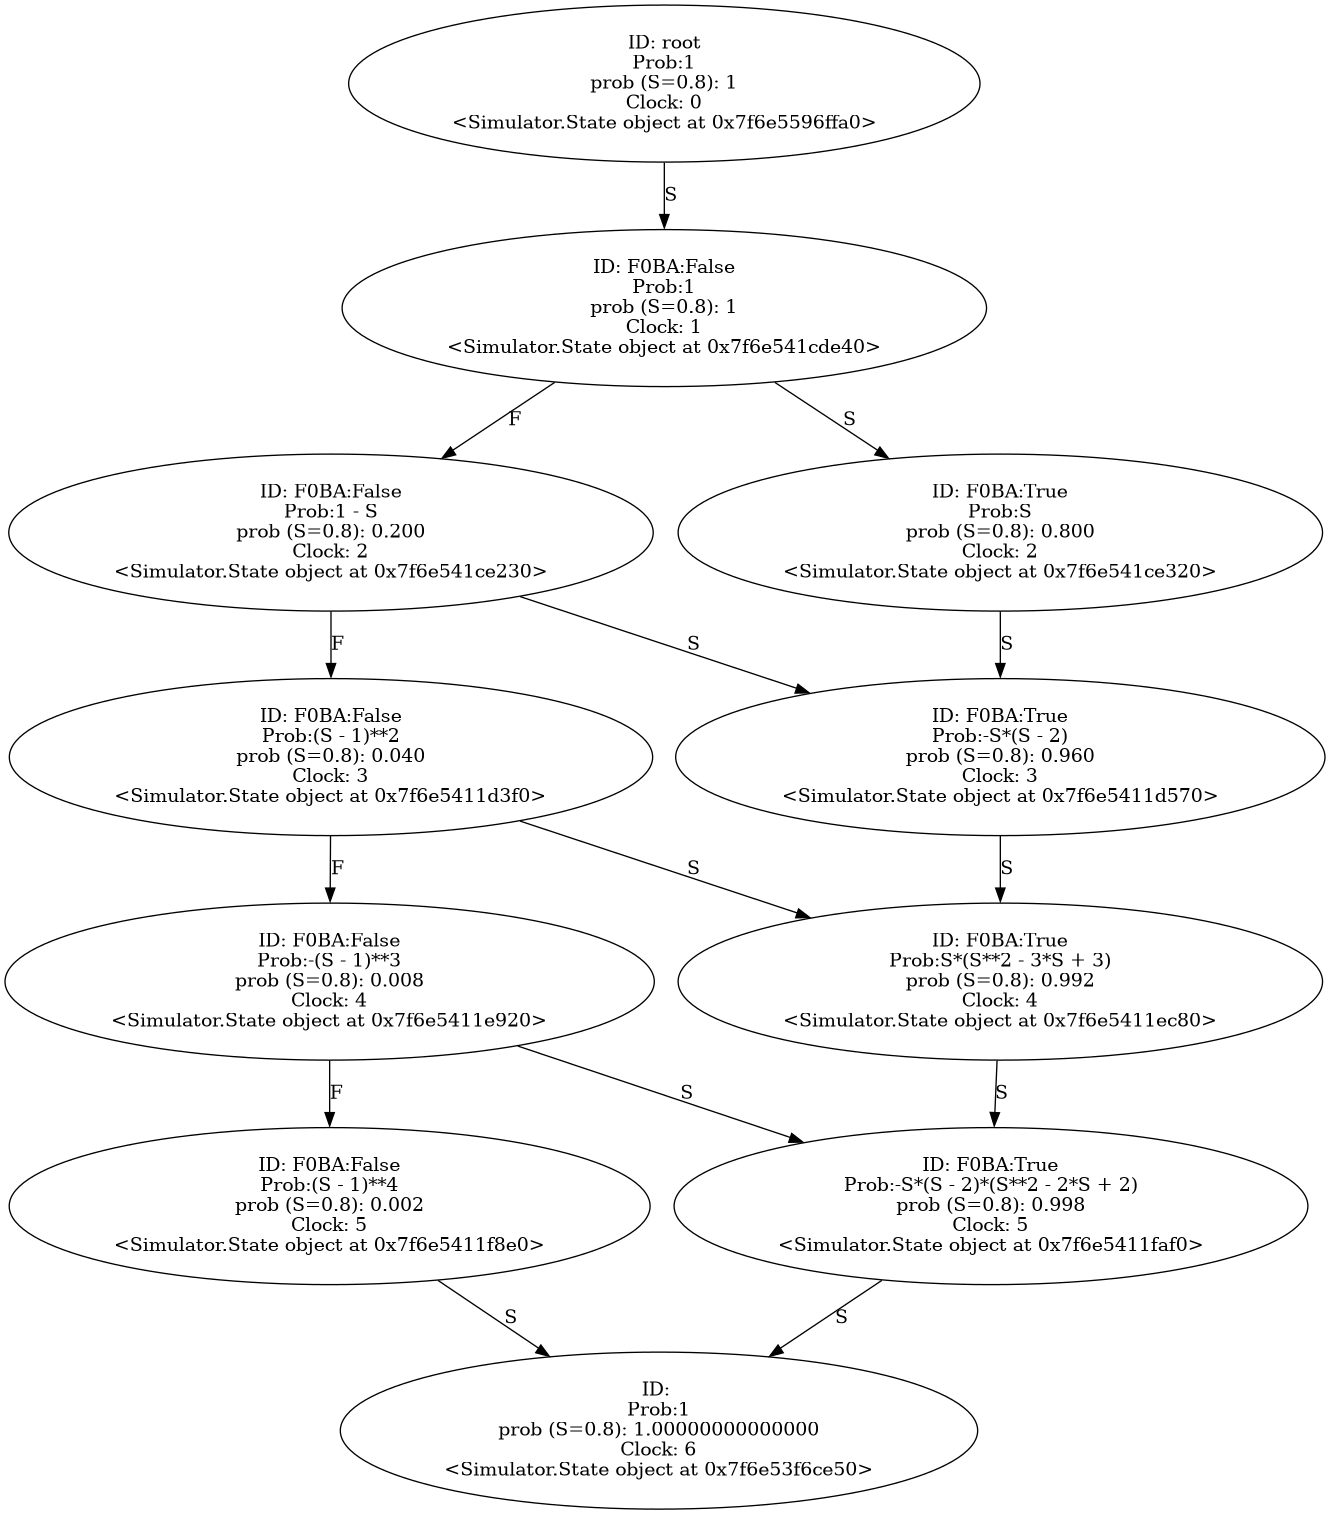 ID: root
Prob:1
prob (S=0.8): 1
Clock: 0
<Simulator.State object at 0x7f6e5596ffa0>
S
ID: F0BA:False
Prob:1
prob (S=0.8): 1
Clock: 1
<Simulator.State object at 0x7f6e541cde40>
F
S
ID: F0BA:False
Prob:1 - S
prob (S=0.8): 0.200
Clock: 2
<Simulator.State object at 0x7f6e541ce230>
ID: F0BA:True
Prob:S
prob (S=0.8): 0.800
Clock: 2
<Simulator.State object at 0x7f6e541ce320>
F
S
S
ID: F0BA:False
Prob:(S - 1)**2
prob (S=0.8): 0.040
Clock: 3
<Simulator.State object at 0x7f6e5411d3f0>
ID: F0BA:True
Prob:-S*(S - 2)
prob (S=0.8): 0.960
Clock: 3
<Simulator.State object at 0x7f6e5411d570>
F
S
S
ID: F0BA:False
Prob:-(S - 1)**3
prob (S=0.8): 0.008
Clock: 4
<Simulator.State object at 0x7f6e5411e920>
ID: F0BA:True
Prob:S*(S**2 - 3*S + 3)
prob (S=0.8): 0.992
Clock: 4
<Simulator.State object at 0x7f6e5411ec80>
F
S
S
ID: F0BA:False
Prob:(S - 1)**4
prob (S=0.8): 0.002
Clock: 5
<Simulator.State object at 0x7f6e5411f8e0>
ID: F0BA:True
Prob:-S*(S - 2)*(S**2 - 2*S + 2)
prob (S=0.8): 0.998
Clock: 5
<Simulator.State object at 0x7f6e5411faf0>
S
S
ID:
Prob:1
prob (S=0.8): 1.00000000000000
Clock: 6
<Simulator.State object at 0x7f6e53f6ce50>